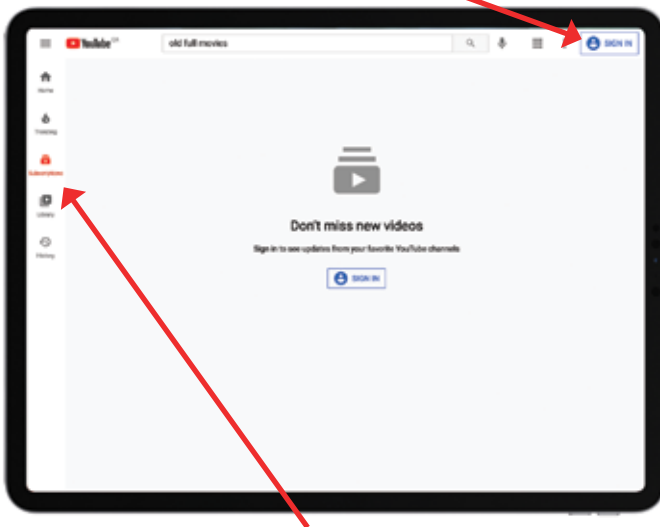 YouTube CA
old full movies
SIGN IN
Home
Trending
Subscriptions
Library
History
Don't miss new videos
Sign in to see updates from your favorite YouTube channels
SIGN IN